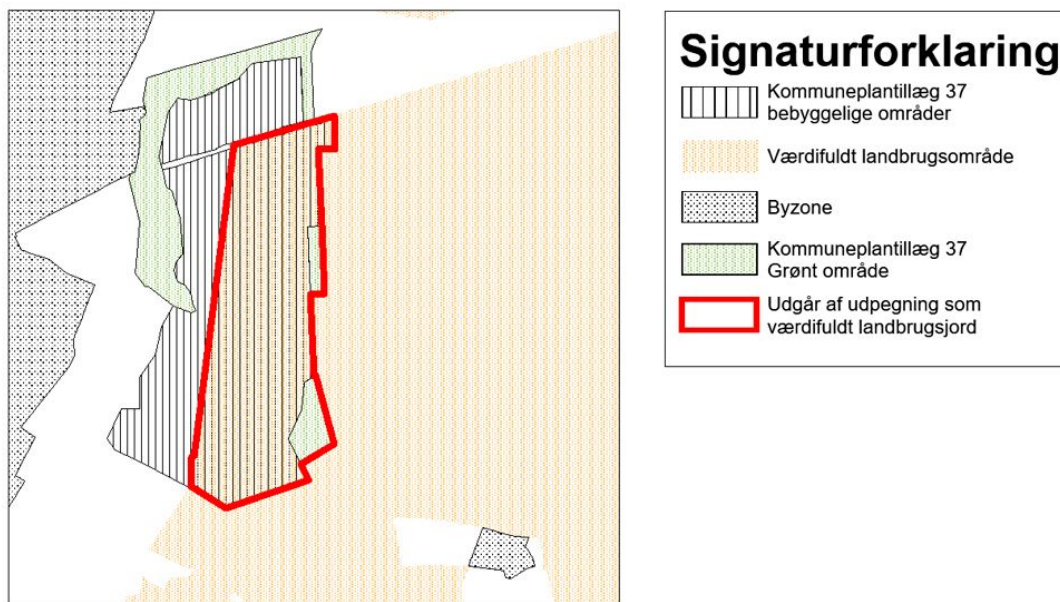 Signaturforklaring
Kommuneplantillæg 37
bebyggelige områder
Værdifuldt landbrugsområde
Byzone
Kommuneplantillæg 37
Grønt område
Udgår af udpegning som
værdifuldt landbrugsjord